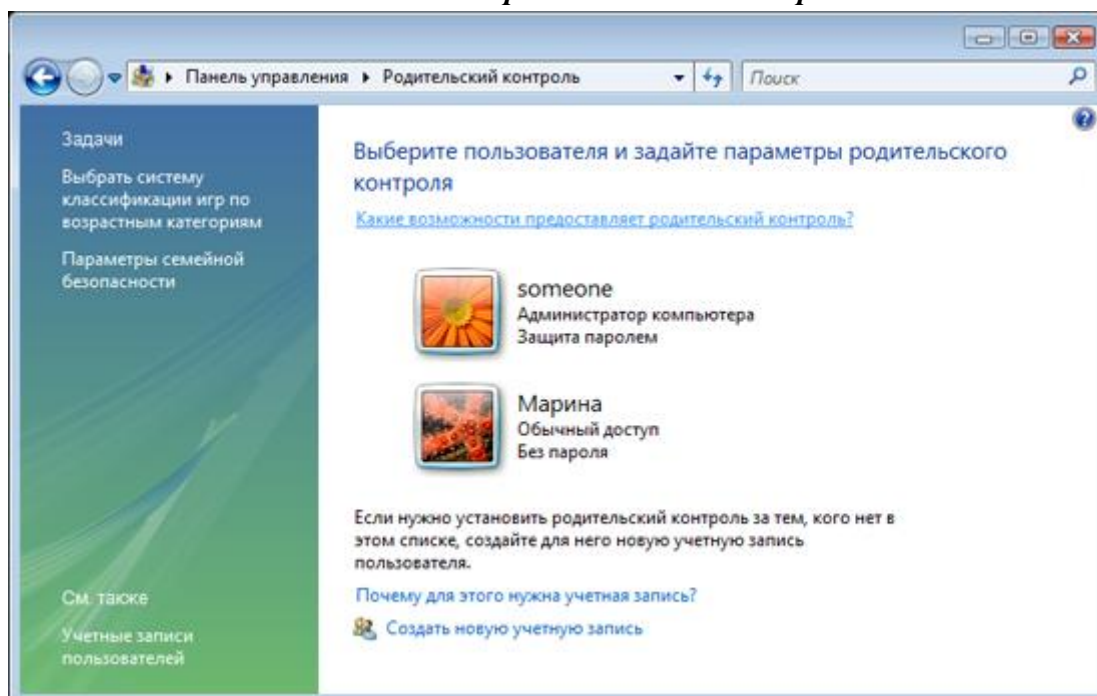 Панель управления ▸ Родительский контроль
Поиск
Задачи
Выбрать систему
классификации игр по
возрастным категориям
Параметры семейной
безопасности
См. также
Учетные записи
пользователей
Выберите пользователя и задайте параметры родительского
контроля
Какие возможности предоставляет родительский контроль?
someone
Администратор компьютера
Защита паролем
Марина
Обычный доступ
Без пароля
Если нужно установить родительский контроль за тем, кого нет в
этом списке, создайте для него новую учетную запись
пользователя.
Почему для этого нужна учетная запись?
Создать новую учетную запись